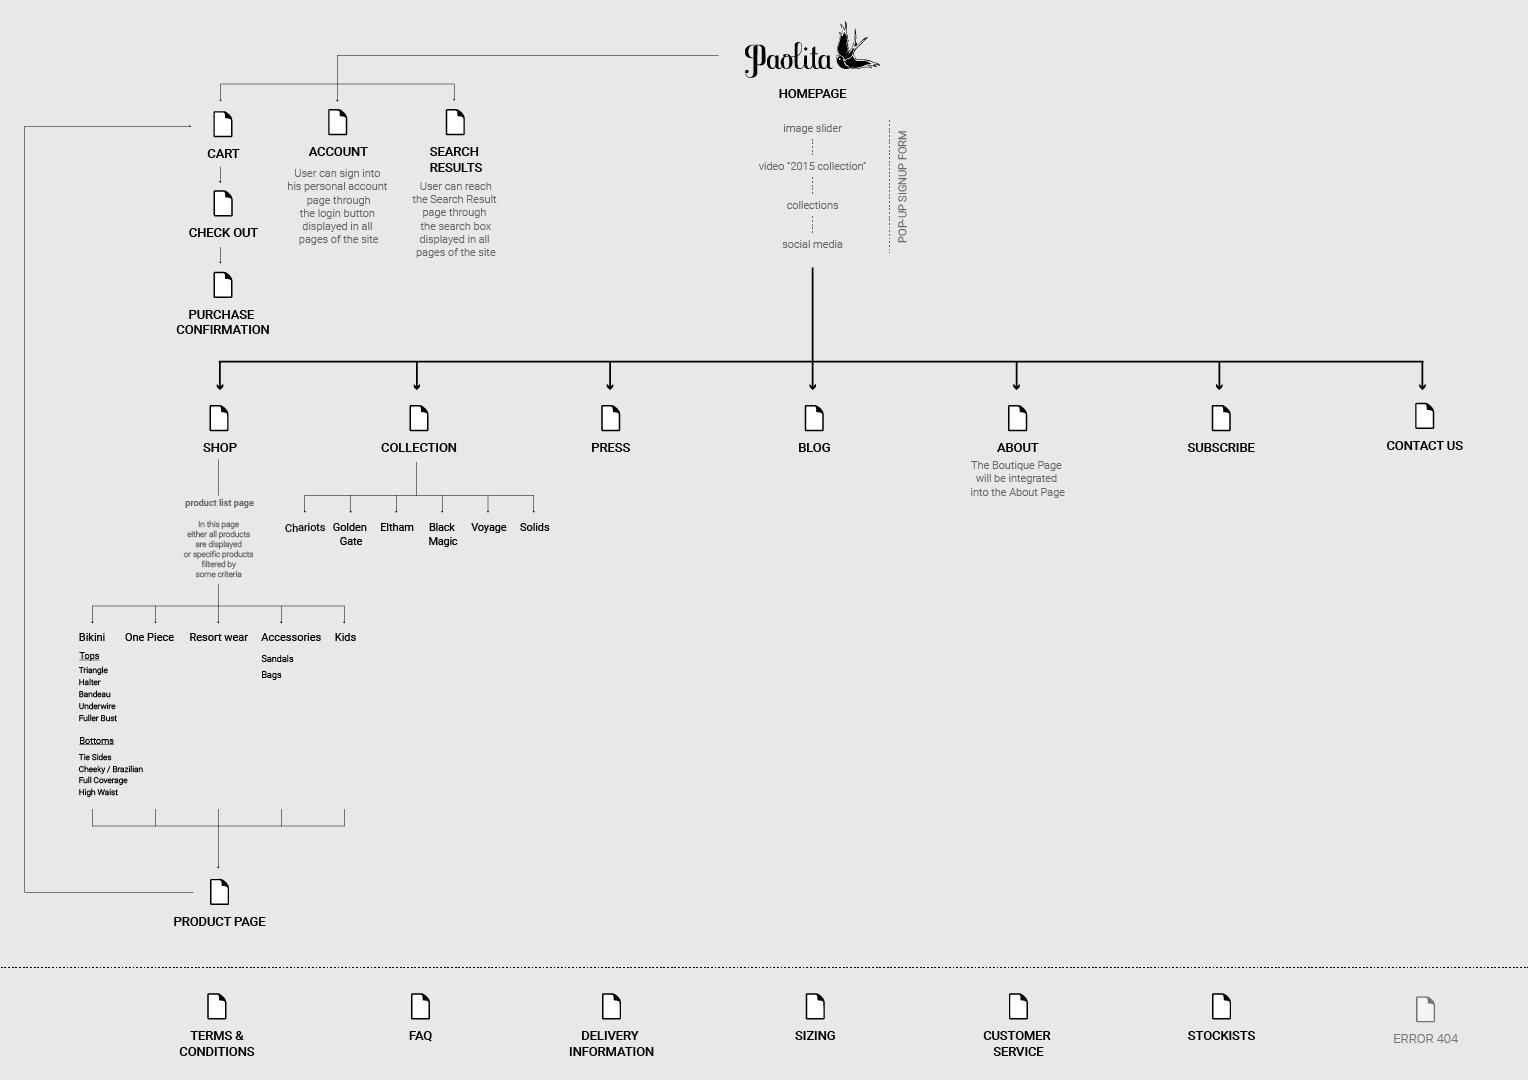 Paolita
HOMEPAGE
image slider
video "2015 collection"
collections
social media
POP-UP SIGNUP FORM
CART
CHECK OUT
PURCHASE
CONFIRMATION
ACCOUNT
User can sign into
his personal account
page through
the login button
displayed in all
pages of the site
SEARCH
RESULTS
User can reach
the Search Result
page through
the search box
displayed in all
pages of the site
SHOP
COLLECTION
PRESS
BLOG
ABOUT
The Boutique Page
will be integrated
into the About Page
SUBSCRIBE
CONTACT US
product list page
In this page
either all products
are displayed
or specific products
filtered by
some criteria
Chariots
Golden
Gate
Eltham
Black
Magic
Voyage
Solids
Bikini
Tops
Triangle
Halter
Bandeau
Underwire
Fuller Bust
Bottoms
Tie Sides
Cheeky / Brazilian
Full Coverage
High Waist
One Piece
Resort wear
Accessories
Sandals
Bags
Kids
PRODUCT PAGE
TERMS &
CONDITIONS
FAQ
DELIVERY
INFORMATION
SIZING
CUSTOMER
SERVICE
STOCKISTS
ERROR 404